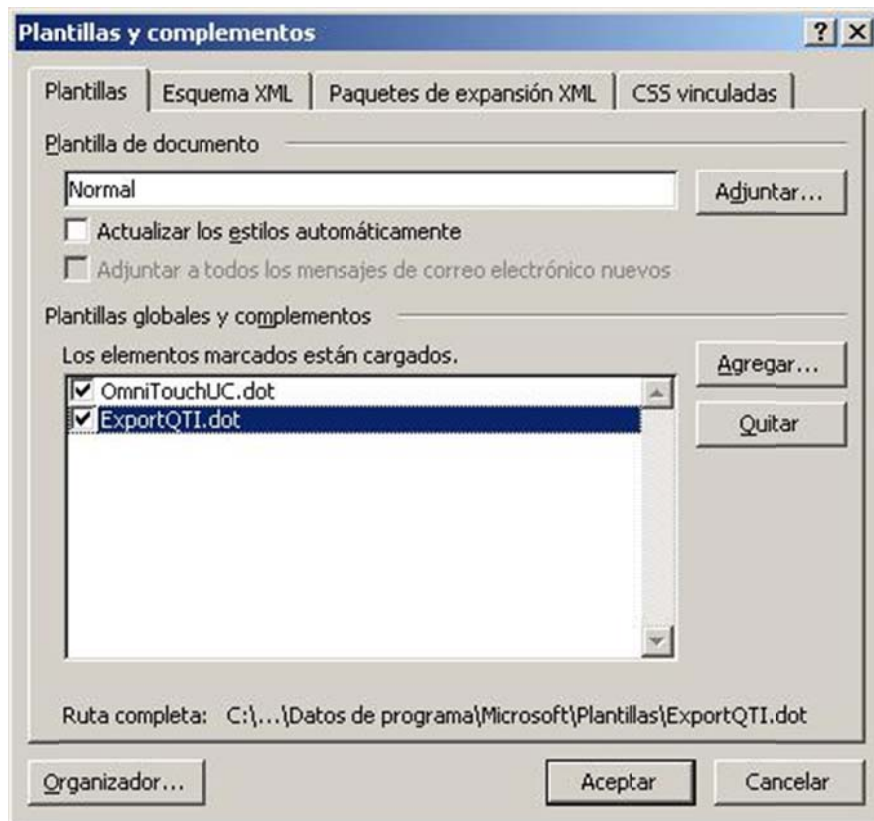 Plantillas y complementos
Plantillas
Esquema XML
Paquetes de expansión XML
CSS vinculadas
Plantilla de documento
Normal
Adjuntar...
Actualizar los estilos automáticamente
Adjuntar a todos los mensajes de correo electrónico nuevos
Plantillas globales y complementos
Los elementos marcados están cargados.
Agregar...
OmniTouchUC.dot
ExportQTI.dot
Quitar
Ruta completa: C:\...\Datos de programa\Microsoft\Plantillas\ExportQTI.dot
Organizador...
Aceptar
Cancelar